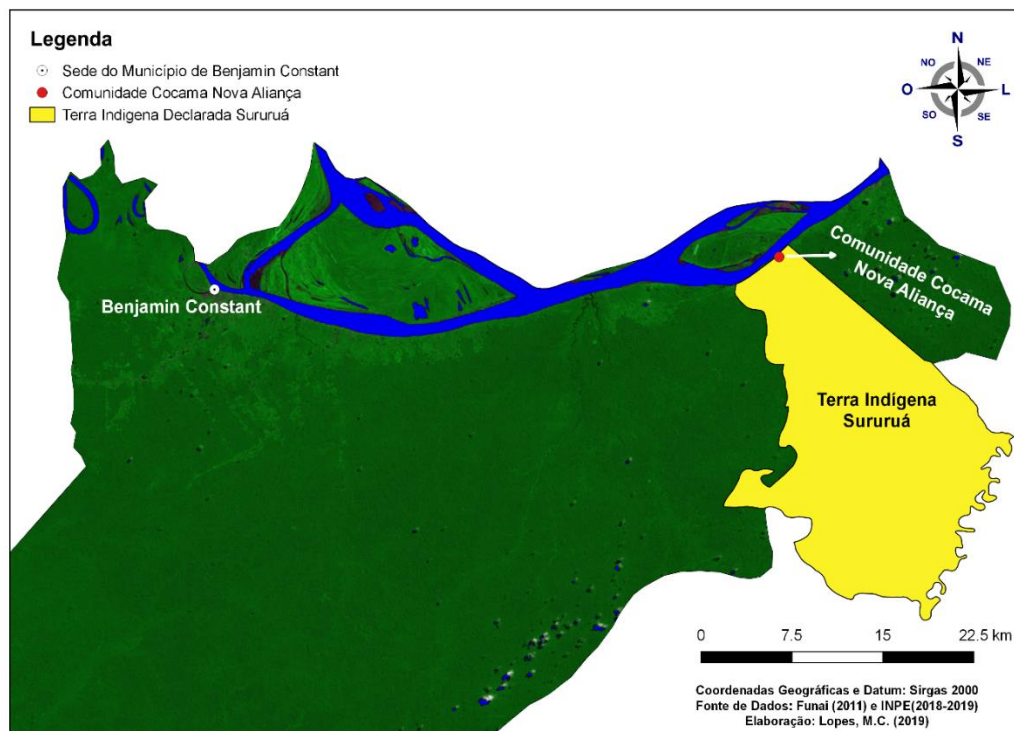 Legenda
Sede do Município de Benjamin Constant
Comunidade Cocama Nova Aliança
Terra Indigena Declarada Sururuá
N
NO
NE
O
L
SO
SE
S
Benjamin Constant
Comunidade Cocama
Nova Aliança
Terra Indígena
Sururuá
0 7.5 15 22.5 km
Coordenadas Geográficas e Datum: Sirgas 2000
Fonte de Dados: Funai (2011) e INPE(2018-2019)
Elaboração: Lopes, M.C. (2019)